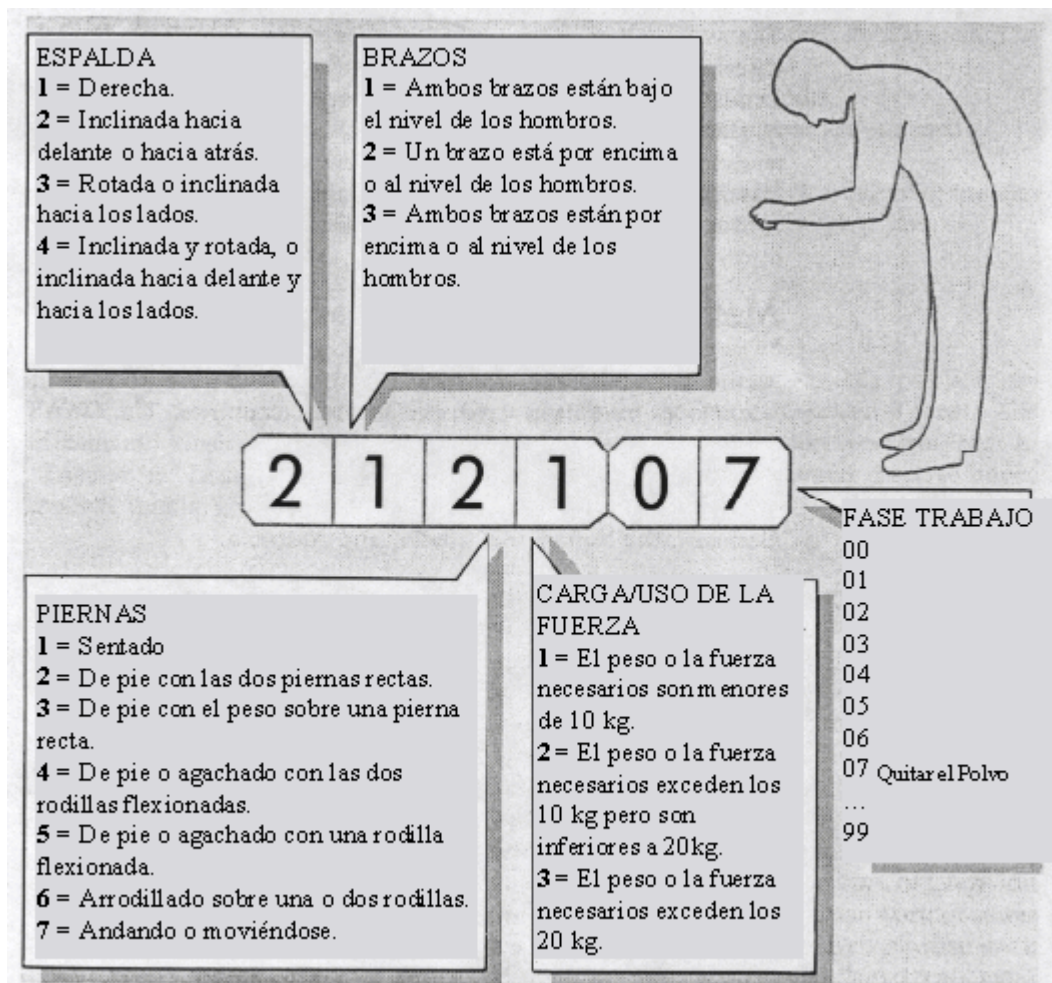 ESPALDA
1 = Derecha.
2 = Inclinada hacia
delante o hacia atrás.
3 = Rotada o inclinada
hacia los lados.
4 = Inclinada y rotada, o
inclinada hacia delante y
hacia los lados.
BRAZOS
1 = Ambos brazos están bajo
el nivel de los hombros.
2 = Un brazo está por encima
o al nivel de los hombros.
3 = Ambos brazos están por
encima o al nivel de los
hombros.
2 1 2 1 0 7
PIERNAS
1 = Sentado
2 = De pie con las dos piernas rectas.
3 = De pie con el peso sobre una pierna
recta.
4 = De pie o agachado con las dos
rodillas flexionadas.
5 = De pie o agachado con una rodilla
flexionada.
6 = Arrodillado sobre una o dos rodillas.
7 = Andando o moviéndose.
CARGA/USO DE LA
FUERZA
1 = El peso o la fuerza
necesarios son menores
de 10 kg.
2 = El peso o la fuerza
necesarios exceden los
10 kg pero son
inferiores a 20kg.
3 = El peso o la fuerza
necesarios exceden los
20 kg.
FASE TRABAJO
00
01
02
03
04
05
06
07 Quitar el Polvo
...
99